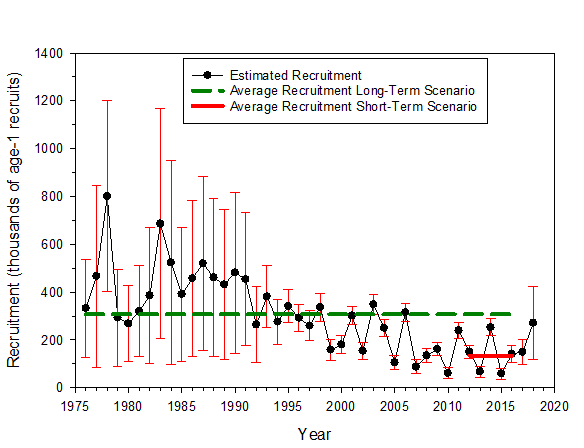 Estimated Recruitment
Average Recruitment Long-Term Scenario
Average Recruitment Short-Term Scenario
Recruitment (thousands of age-1 recruits)
1400
1200
1000
800
600
400
200
0
1975 1980 1985 1990 1995 2000 2005 2010 2015 2020
Year